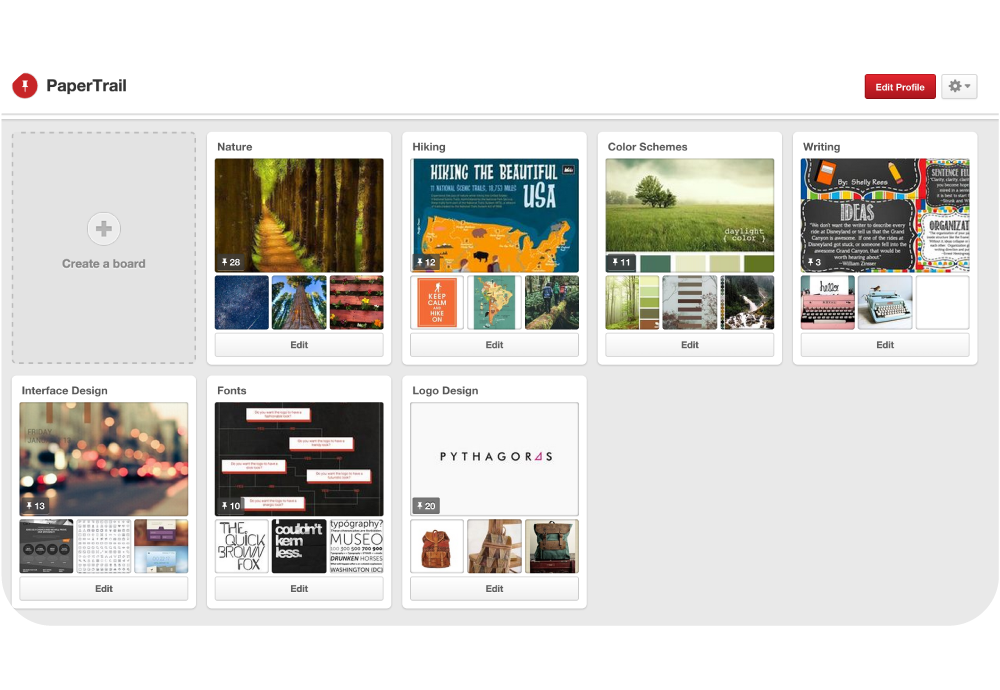 PaperTrail
Edit Profile
Create a board
Nature
28
Edit
Hiking
HIKING THE BEAUTIFUL
11 NATIONAL SCENIC TRAILS, 18,753 MILES
USA
12
KEEP
CALM
AND
HIKE
ON
Edit
Color Schemes
daylight
{ color }
11
Edit
Writing
By: Shelly Rees
IDEAS
"We don't want the writer to describe every
ride at Disneyland or tell us that the Grand
Canyon is awesome. If one of the rides at
Disneyland got stuck, or someone fell into the
awesome Grand Canyon, that would be
worth hearing about"
~William Zinsser
SENTENCE FL
"Clarity, clarity, clari
ORGANIZAT
3
hello
Edit
Interface Design
FRIDAY
13
Edit
Fonts
10
THE
QUICK
BROWN
FOX
couldn't
kern
less.
typography?
MUSEO
100 300 500 700 900
DRUNKEN HORSES
WASHINGTON (DC)
Edit
Logo Design
PYTHAGORAS
20
Edit